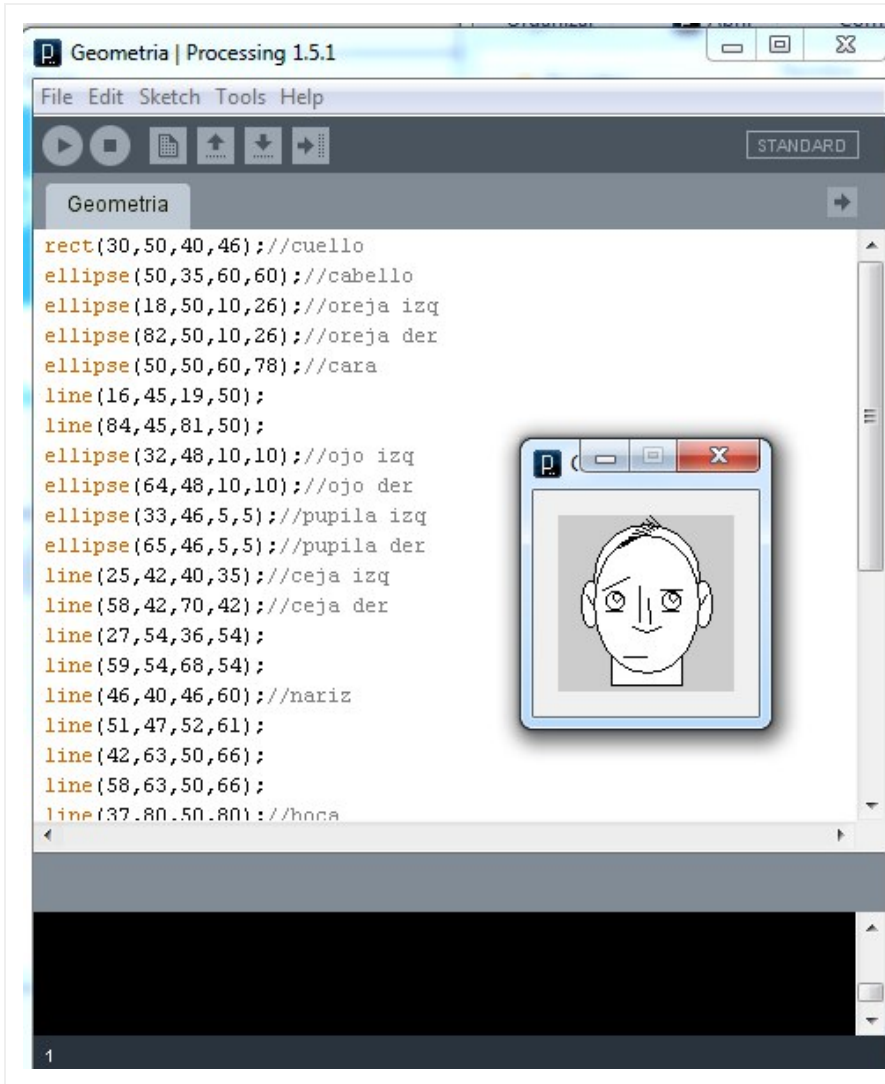 Geometria | Processing 1.5.1
File Edit Sketch Tools Help
STANDARD
Geometria
rect(30,50,40,46);//cuello
ellipse(50,35,60,60);//cabello
ellipse(18,50,10,26);//oreja izq
ellipse(82,50,10,26);//oreja der
ellipse(50,50,60,78);//cara
line(16,45,19,50);
line(84,45,81,50);
ellipse(32,48,10,10);//ojo izq
ellipse(64,48,10,10);//ojo der
ellipse(33,46,5,5);//pupila izq
ellipse(65,46,5,5);//pupila der
line(25,42,40,35);//ceja izq
line(58,42,70,42);//ceja der
line(27,54,36,54);
line(59,54,68,54);
line(46,40,46,60);//nariz
line(51,47,52,61);
line(42,63,50,66);
line(58,63,50,66);
line(37,80,50,80);//boca
1